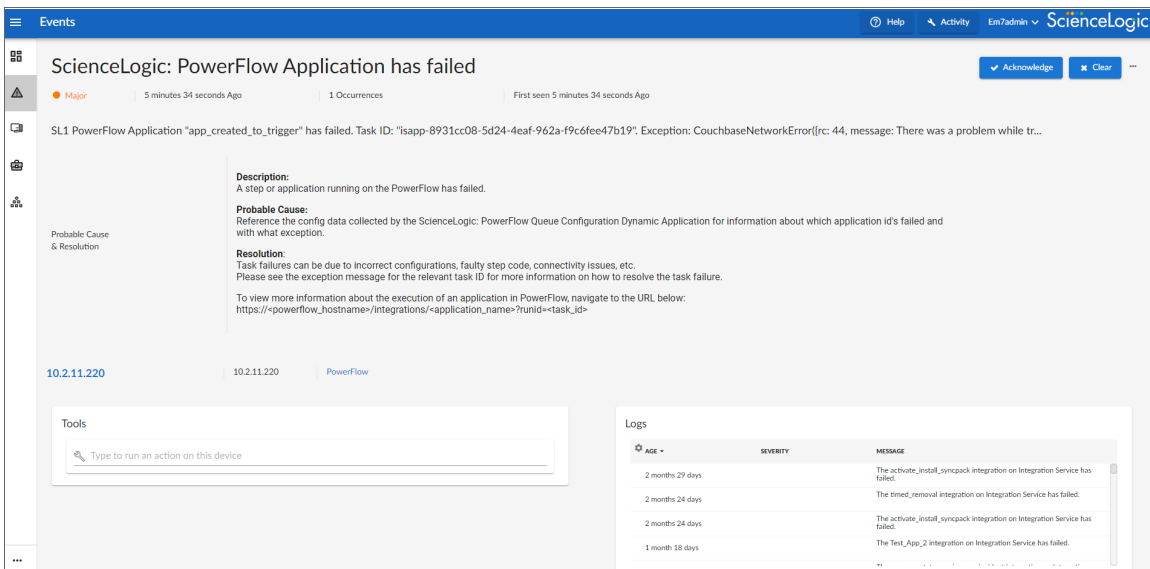 Events
Help
Activity
Em7admin
ScienceLogic
ScienceLogic: PowerFlow Application has failed
Acknowledge
Clear
Major
5 minutes 34 seconds Ago
1 Occurrences
First seen 5 minutes 34 seconds Ago
SL1 PowerFlow Application "app_created_to_trigger" has failed. Task ID: "isapp-8931cc08-5d24-4eaf-962a-f9c6fee47b19". Exception: CouchbaseNetworkError({rc: 44, message: There was a problem while tr...
Probable Cause
& Resolution
Description:
A step or application running on the PowerFlow has failed.
Probable Cause:
Reference the config data collected by the ScienceLogic: PowerFlow Queue Configuration Dynamic Application for information about which application id's failed and
with what exception.
Resolution:
Task failures can be due to incorrect configurations, faulty step code, connectivity issues, etc.
Please see the exception message for the relevant task ID for more information on how to resolve the task failure.
To view more information about the execution of an application in PowerFlow, navigate to the URL below:
https://<powerflow_hostname>/integrations/<application_name>?runid=<task_id>
10.2.11.220
10.2.11.220
PowerFlow
Tools
Type to run an action on this device
Logs
AGE
SEVERITY
MESSAGE
2 months 29 days
The activate_install_syncpack integration on Integration Service has
failed.
2 months 24 days
The timed_removal integration on Integration Service has failed.
2 months 24 days
The activate_install_syncpack integration on Integration Service has
failed.
1 month 18 days
The Test_App_2 integration on Integration Service has failed.